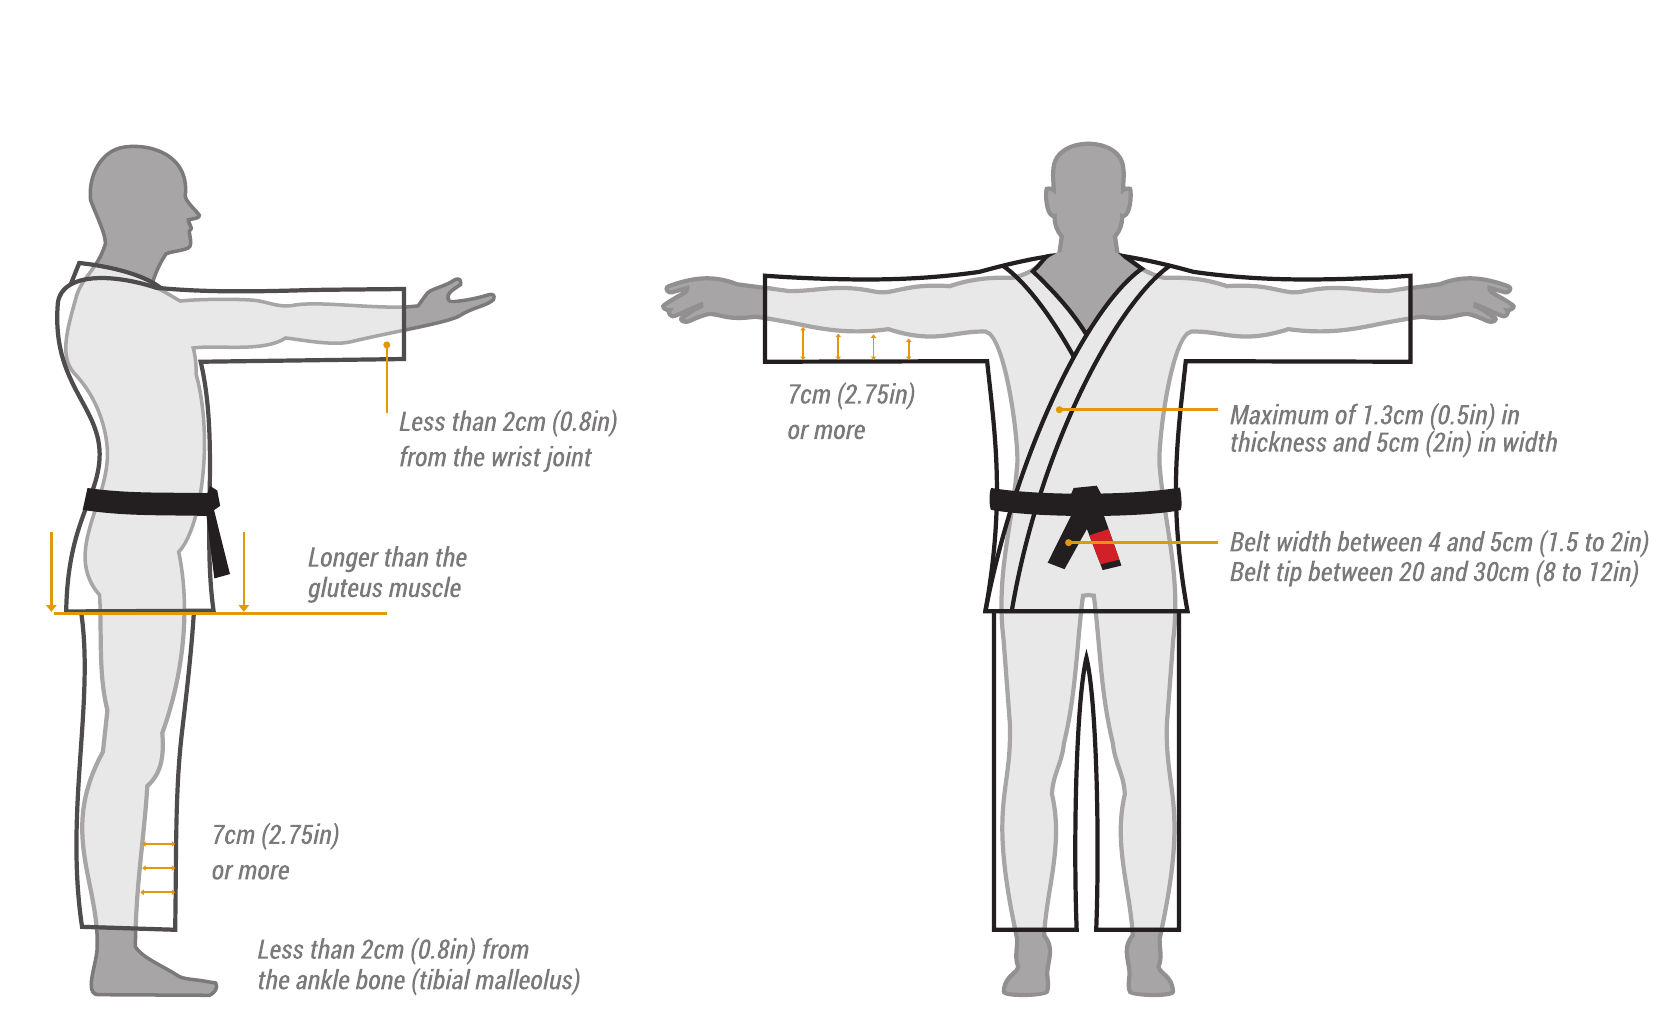 Less than 2cm (0.8in)
from the wrist joint
Longer than the
gluteus muscle
7cm (2.75in)
or more
Less than 2cm (0.8in) from
the ankle bone (tibial malleolus)
7cm (2.75in)
or more
Maximum of 1.3cm (0.5in) in
thickness and 5cm (2in) in width
Belt width between 4 and 5cm (1.5 to 2in)
Belt tip between 20 and 30cm (8 to 12in)